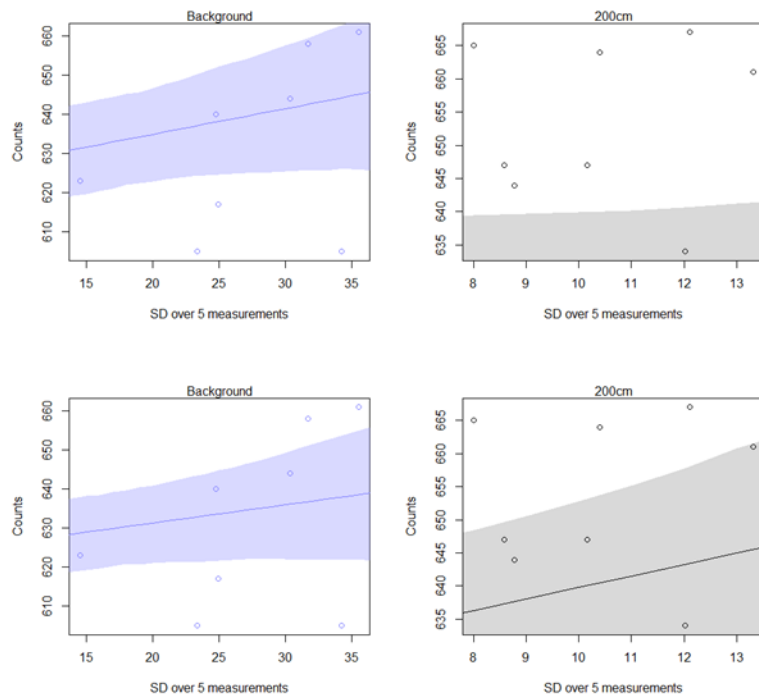 Background
200cm
Counts
610 620 630 640 650 660
15 20 25 30 35
SD over 5 measurements
Counts
635 640 645 650 655 660 665
8 9 10 11 12 13
SD over 5 measurements
Background
200cm
Counts
610 620 630 640 650 660
15 20 25 30 35
SD over 5 measurements
Counts
635 640 645 650 655 660 665
8 9 10 11 12 13
SD over 5 measurements